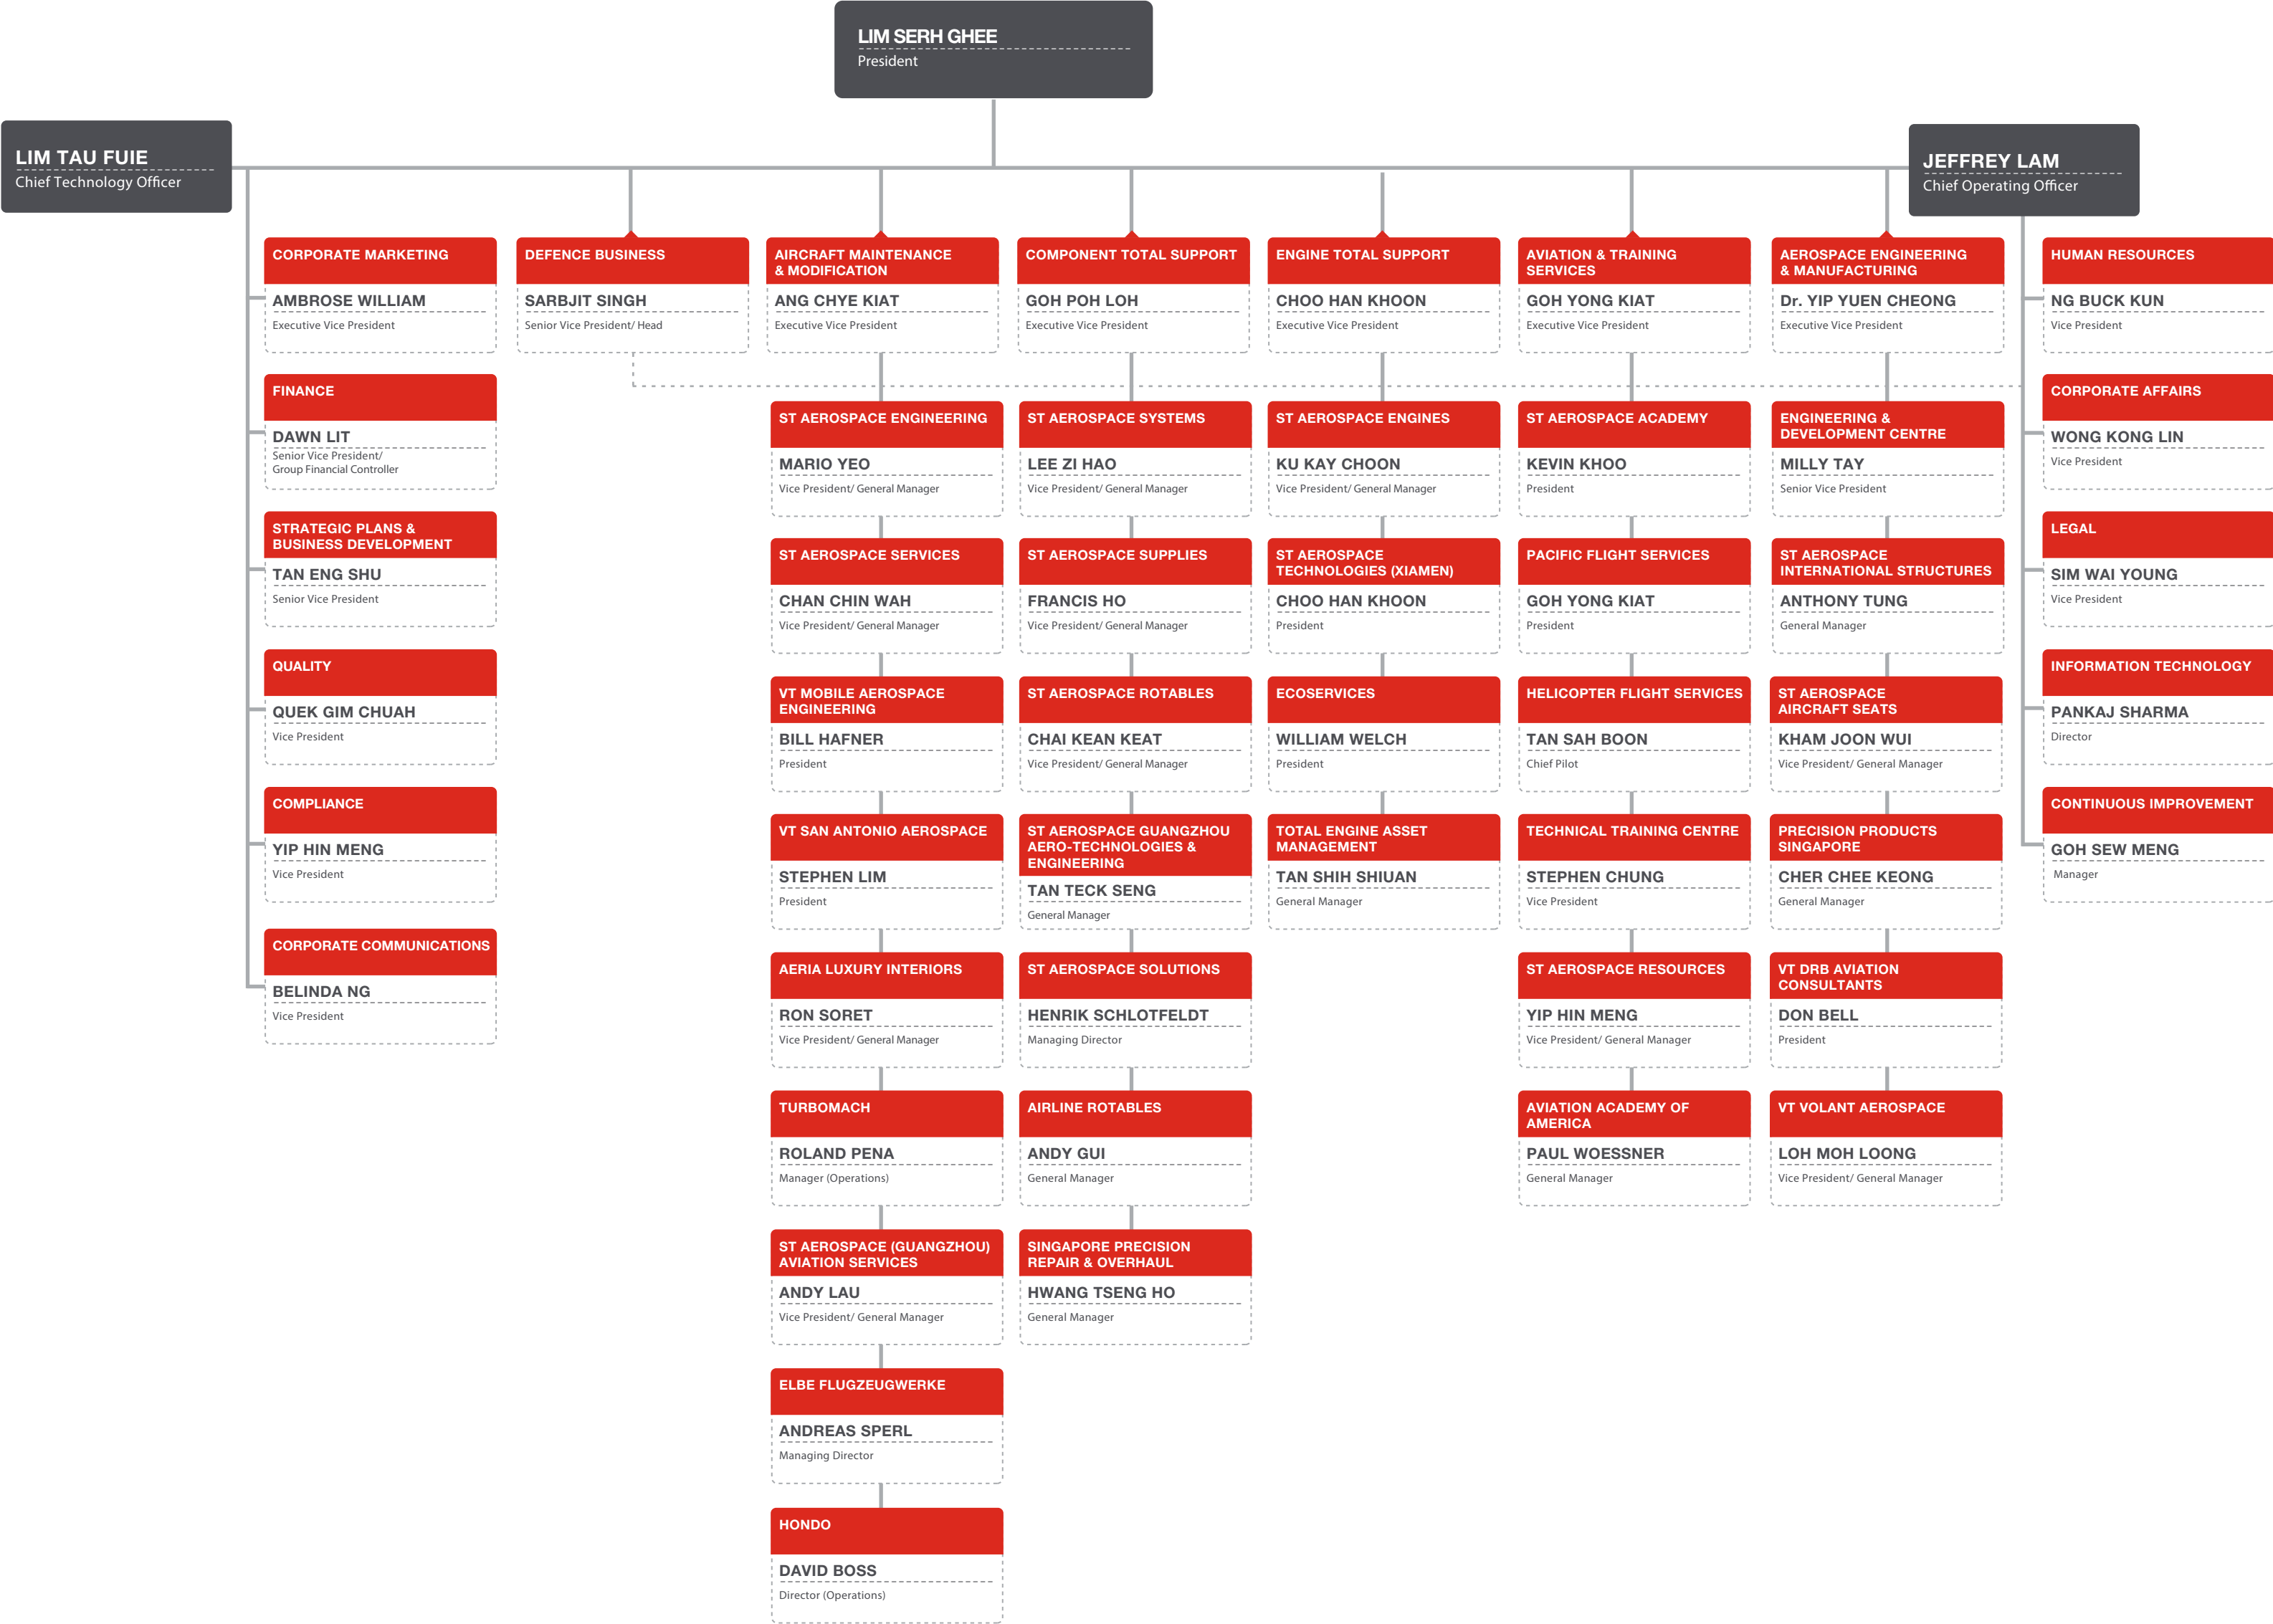 LIM SERH GHEE
President
LIM TAU FUIE
Chief Technology Officer
JEFFREY LAM
Chief Operating Officer
CORPORATE MARKETING
AMBROSE WILLIAM
Executive Vice President
FINANCE
DAWN LIT
Senior Vice President/
Group Financial Controller
STRATEGIC PLANS &
BUSINESS DEVELOPMENT
TAN ENG SHU
Senior Vice President
QUALITY
QUEK GIM CHUAH
Vice President
COMPLIANCE
YIP HIN MENG
Vice President
CORPORATE COMMUNICATIONS
BELINDA NG
Vice President
DEFENCE BUSINESS
SARBJIT SINGH
Senior Vice President/ Head
AIRCRAFT MAINTENANCE
& MODIFICATION
ANG CHYE KIAT
Executive Vice President
ST AEROSPACE ENGINEERING
MARIO YEO
Vice President/ General Manager
ST AEROSPACE SERVICES
CHAN CHIN WAH
Vice President/ General Manager
VT MOBILE AEROSPACE
ENGINEERING
BILL HAFNER
President
VT SAN ANTONIO AEROSPACE
STEPHEN LIM
President
AERIA LUXURY INTERIORS
RON SORET
Vice President/ General Manager
TURBOMACH
ROLAND PENA
Manager (Operations)
ST AEROSPACE (GUANGZHOU)
AVIATION SERVICES
ANDY LAU
Vice President/ General Manager
ELBE FLUGZEUGWERKE
ANDREAS SPERL
Managing Director
HONDO
DAVID BOSS
Director (Operations)
COMPONENT TOTAL SUPPORT
GOH POH LOH
Executive Vice President
ST AEROSPACE SYSTEMS
LEE ZI HAO
Vice President/ General Manager
ST AEROSPACE SUPPLIES
FRANCIS HO
Vice President/ General Manager
ST AEROSPACE ROTABLES
CHAI KEAN KEAT
Vice President/ General Manager
ST AEROSPACE GUANGZHOU
AERO-TECHNOLOGIES &
ENGINEERING
TAN TECK SENG
General Manager
ST AEROSPACE SOLUTIONS
HENRIK SCHLOTFELDT
Managing Director
AIRLINE ROTABLES
ANDY GUI
General Manager
SINGAPORE PRECISION
REPAIR & OVERHAUL
HWANG TSENG HO
General Manager
ENGINE TOTAL SUPPORT
CHOO HAN KHOON
Executive Vice President
ST AEROSPACE ENGINES
KU KAY CHOON
Vice President/ General Manager
ST AEROSPACE
TECHNOLOGIES (XIAMEN)
CHOO HAN KHOON
President
ECOSERVICES
WILLIAM WELCH
President
TOTAL ENGINE ASSET
MANAGEMENT
TAN SHIH SHIUAN
General Manager
AVIATION & TRAINING
SERVICES
GOH YONG KIAT
Executive Vice President
ST AEROSPACE ACADEMY
KEVIN KHOO
President
PACIFIC FLIGHT SERVICES
GOH YONG KIAT
President
HELICOPTER FLIGHT SERVICES
TAN SAH BOON
Chief Pilot
TECHNICAL TRAINING CENTRE
STEPHEN CHUNG
Vice President
ST AEROSPACE RESOURCES
YIP HIN MENG
Vice President/ General Manager
AVIATION ACADEMY OF
AMERICA
PAUL WOESSNER
General Manager
AEROSPACE ENGINEERING
& MANUFACTURING
Dr. YIP YUEN CHEONG
Executive Vice President
ENGINEERING &
DEVELOPMENT CENTRE
MILLY TAY
Senior Vice President
ST AEROSPACE
INTERNATIONAL STRUCTURES
ANTHONY TUNG
General Manager
ST AEROSPACE
AIRCRAFT SEATS
KHAM JOON WUI
Vice President/ General Manager
PRECISION PRODUCTS
SINGAPORE
CHER CHEE KEONG
General Manager
VT DRB AVIATION
CONSULTANTS
DON BELL
President
VT VOLANT AEROSPACE
LOH MOH LOONG
Vice President/ General Manager
HUMAN RESOURCES
NG BUCK KUN
Vice President
CORPORATE AFFAIRS
WONG KONG LIN
Vice President
LEGAL
SIM WAI YOUNG
Vice President
INFORMATION TECHNOLOGY
PANKAJ SHARMA
Director
CONTINUOUS IMPROVEMENT
GOH SEW MENG
Manager